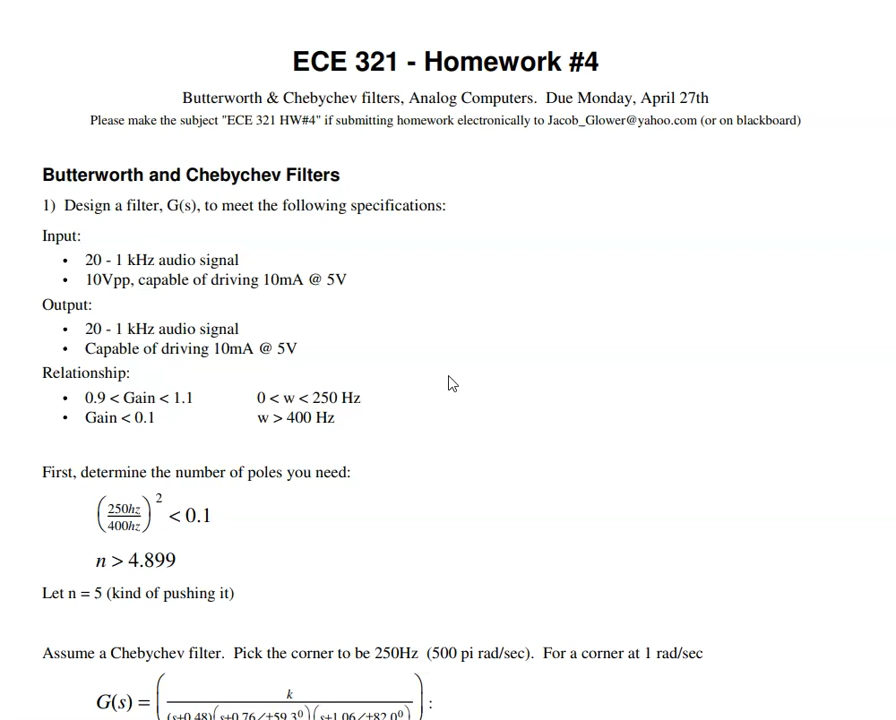 ECE 321 - Homework #4
Butterworth & Chebychev filters, Analog Computers. Due Monday, April 27th
Please make the subject "ECE 321 HW#4" if submitting homework electronically to Jacob_Glower@yahoo.com (or on blackboard)
Butterworth and Chebychev Filters
1) Design a filter, G(s), to meet the following specifications:
Input:
• 20 - 1 kHz audio signal
• 10Vpp, capable of driving 10mA @ 5V
Output:
• 20 - 1 kHz audio signal
• Capable of driving 10mA @ 5V
Relationship:
• 0.9 < Gain < 1.1 0 < w < 250 Hz
• Gain < 0.1 w > 400 Hz
First, determine the number of poles you need:
(250hz/400hz)² < 0.1
n > 4.899
Let n = 5 (kind of pushing it)
Assume a Chebychev filter. Pick the corner to be 250Hz (500 pi rad/sec). For a corner at 1 rad/sec
G(s) = (k/((s+0.48)(s+0.76∠±59.3⁰)(s+1.06∠±82.0⁰))) :